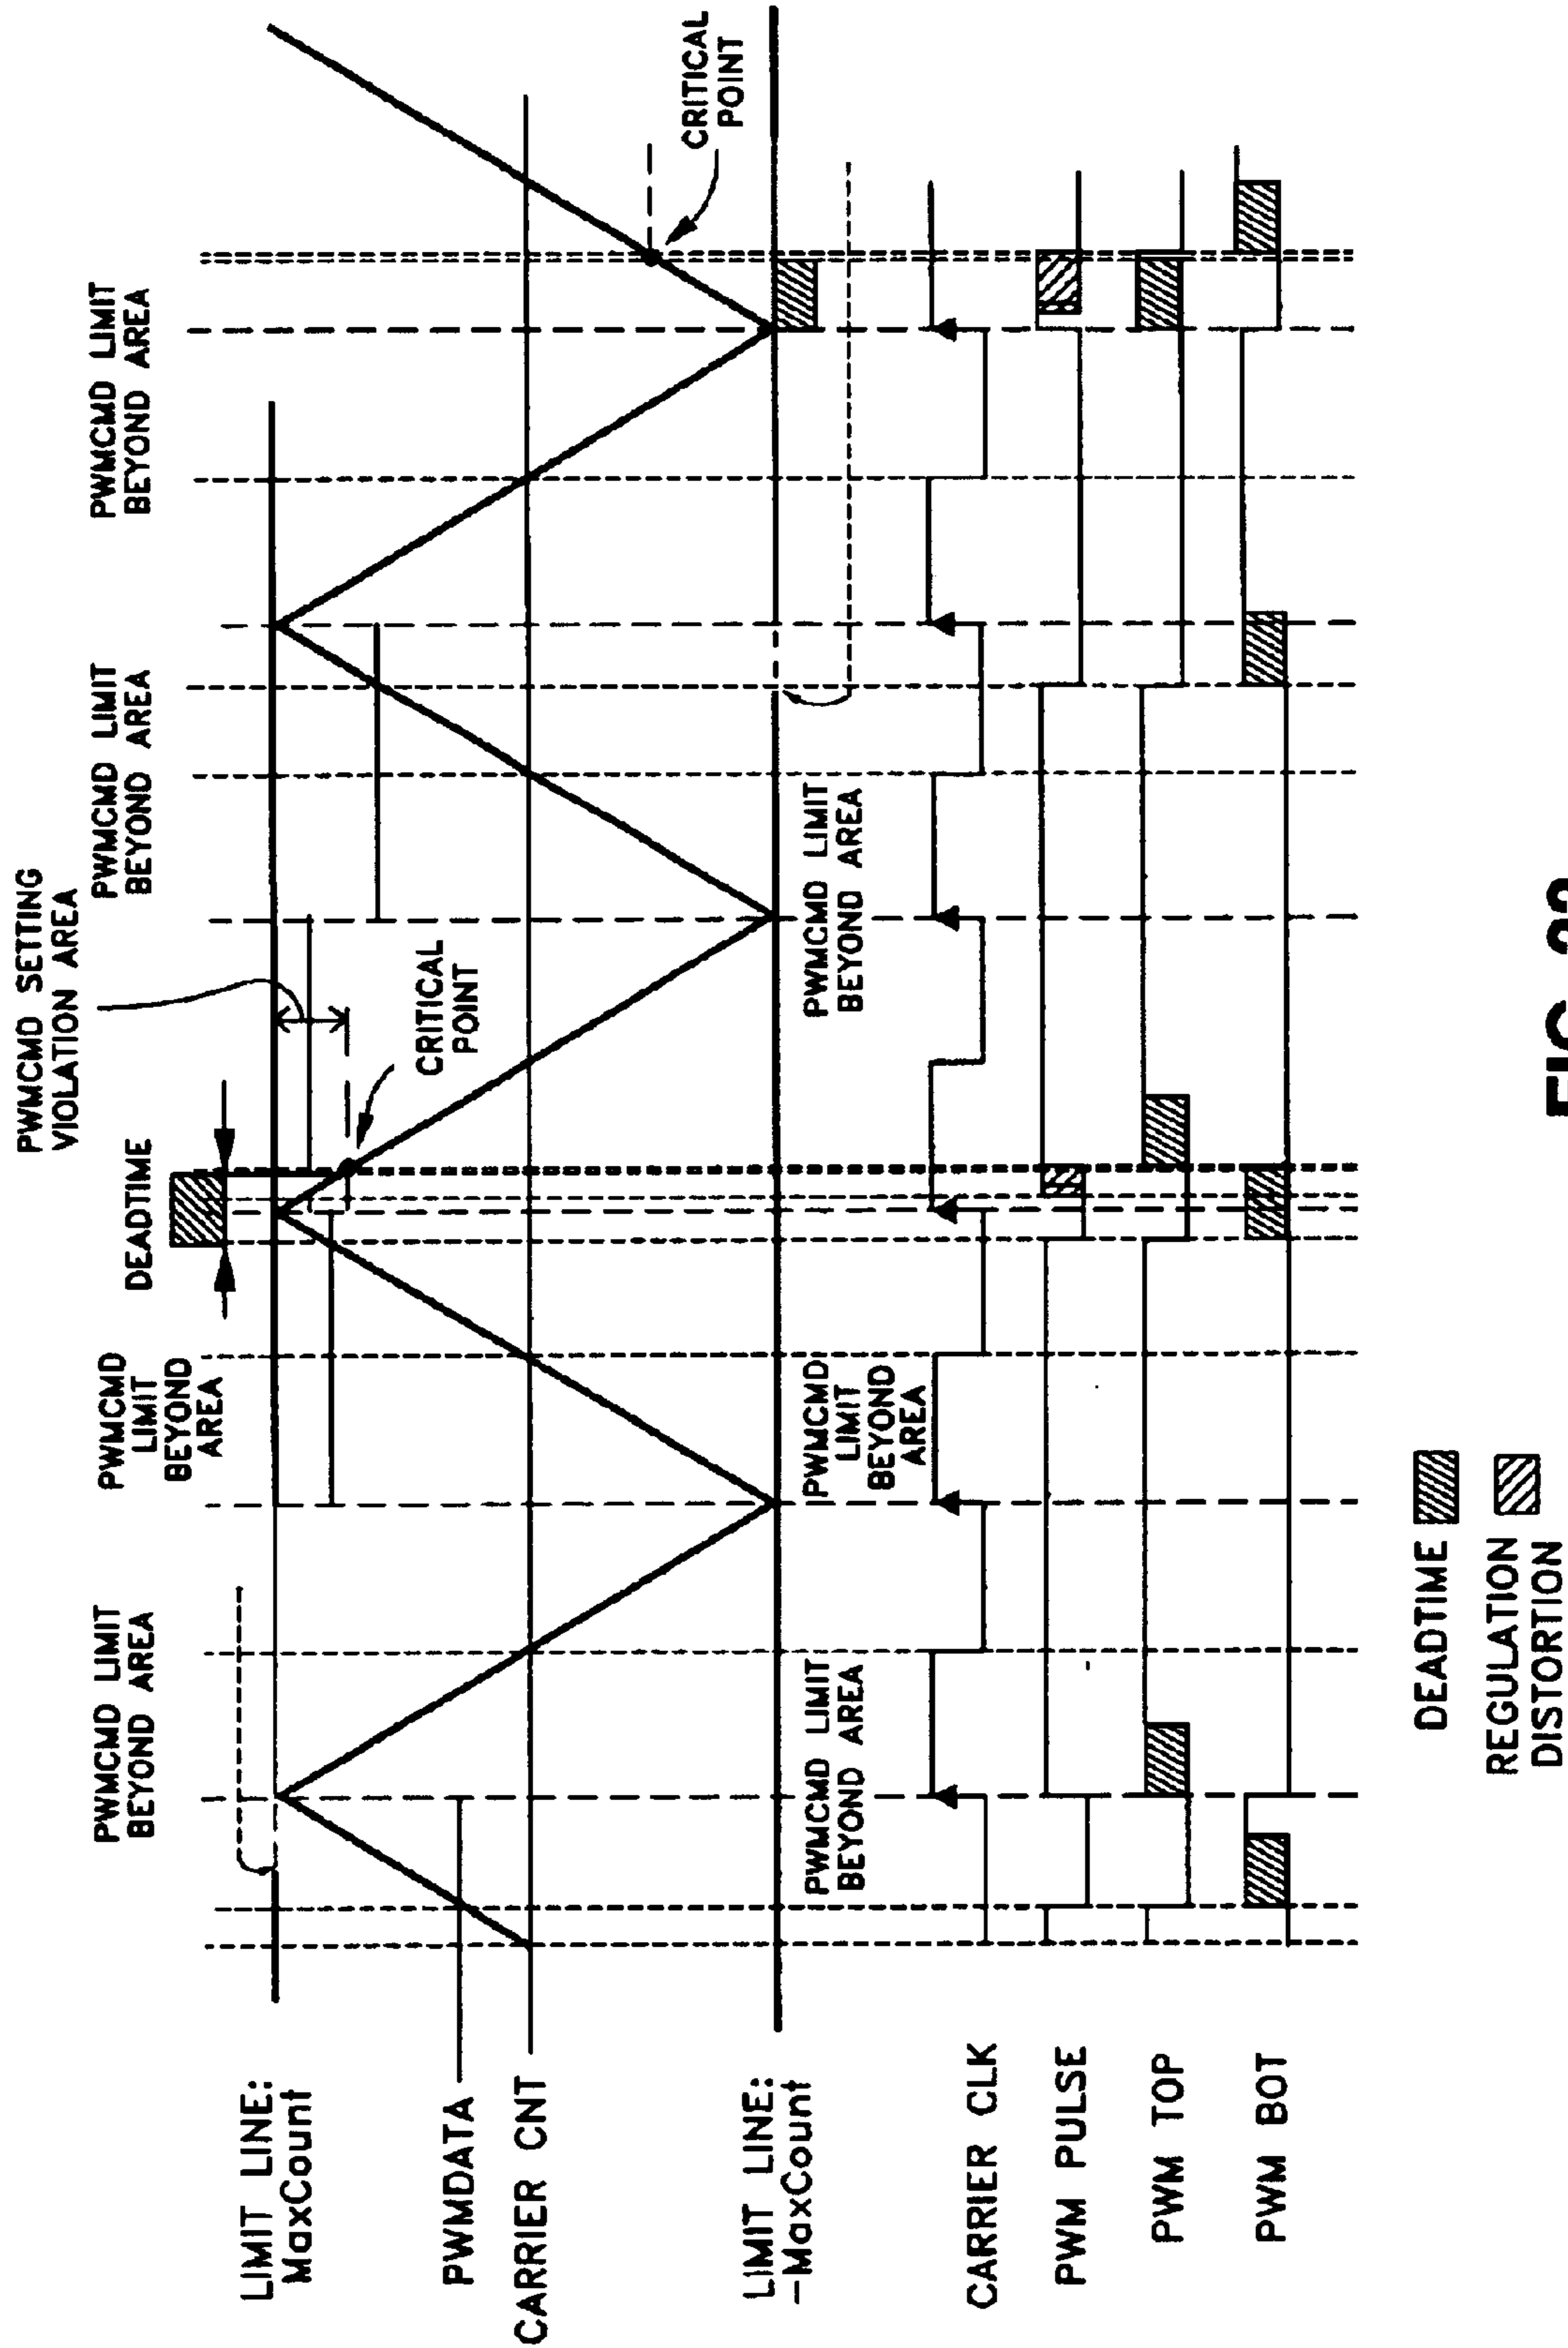 PWMCMD SETTING
VIOLATION AREA
PWMCMD LIMIT
BEYOND AREA
PWMCMD
LIMIT
BEYOND
AREA
DEADTIME
PWMCMD LIMIT
BEYOND AREA
PWMCMD LIMIT
BEYOND AREA
LIMIT LINE:
MaxCount
CRITICAL
POINT
PWMDATA
CARRIER CNT
CRITICAL
POINT
LIMIT LINE:
-MaxCount
PWMCMD LIMIT
BEYOND AREA
PWMCMD
LIMIT
BEYOND
AREA
PWMCMD LIMIT
BEYOND AREA
CARRIER CLK
PWM PULSE
PWM TOP
PWM BOT
DEADTIME
REGULATION
DISTORTION